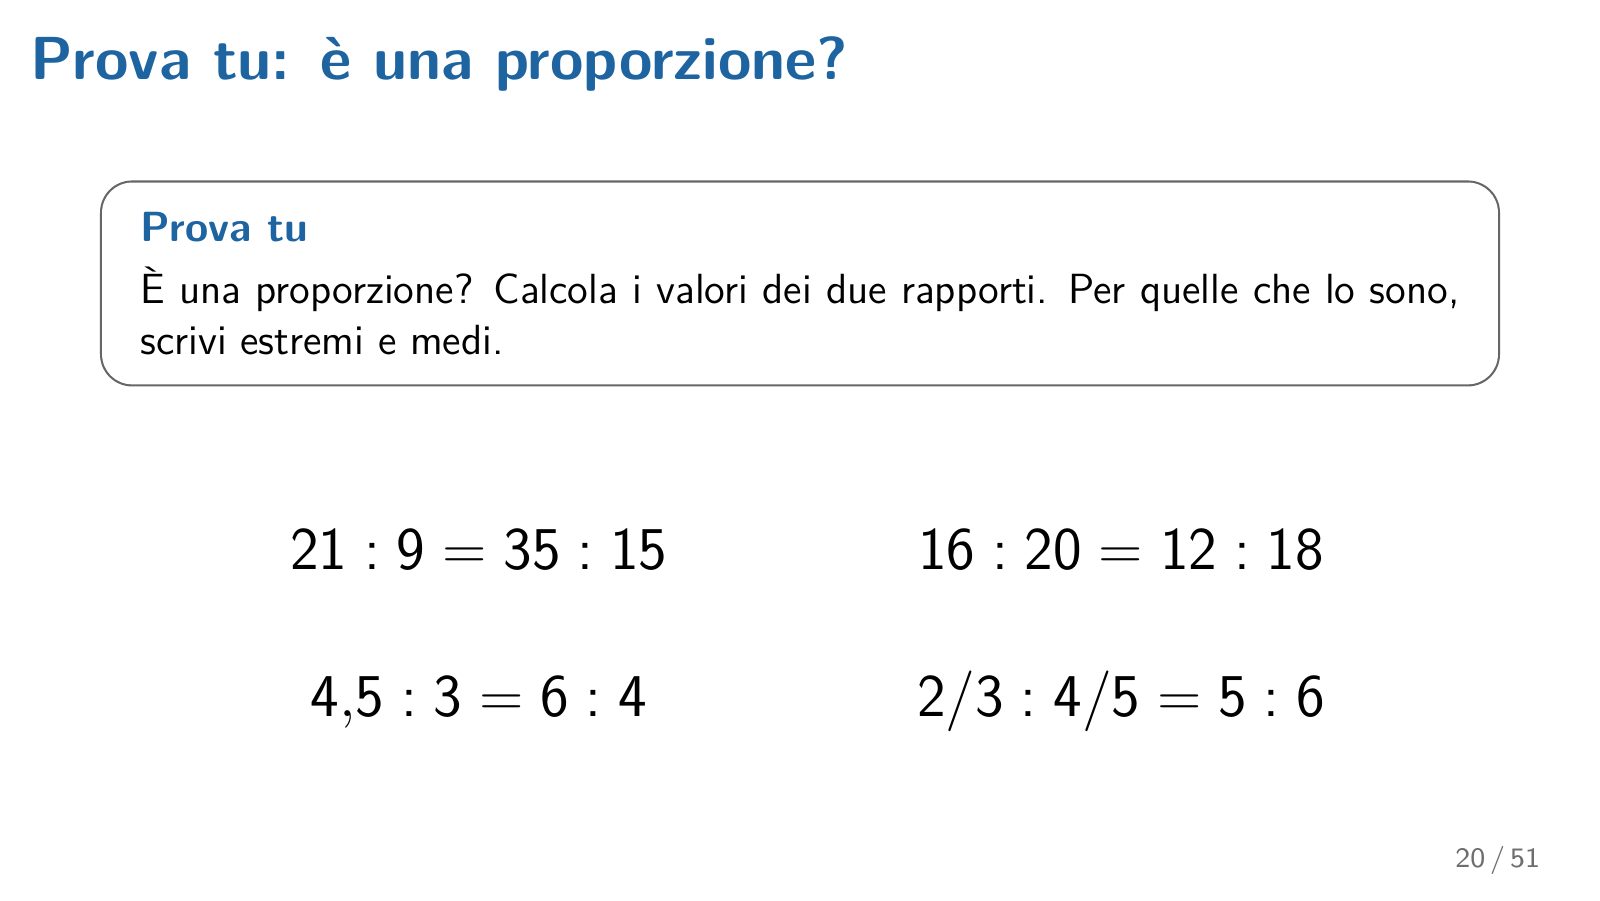 Prova tu: è una proporzione?
Prova tu
È una proporzione? Calcola i valori dei due rapporti. Per quelle che lo sono,
scrivi estremi e medi.
21 : 9 = 35 : 15
16 : 20 = 12 : 18
4,5 : 3 = 6 : 4
2/3 : 4/5 = 5 : 6
20 / 51